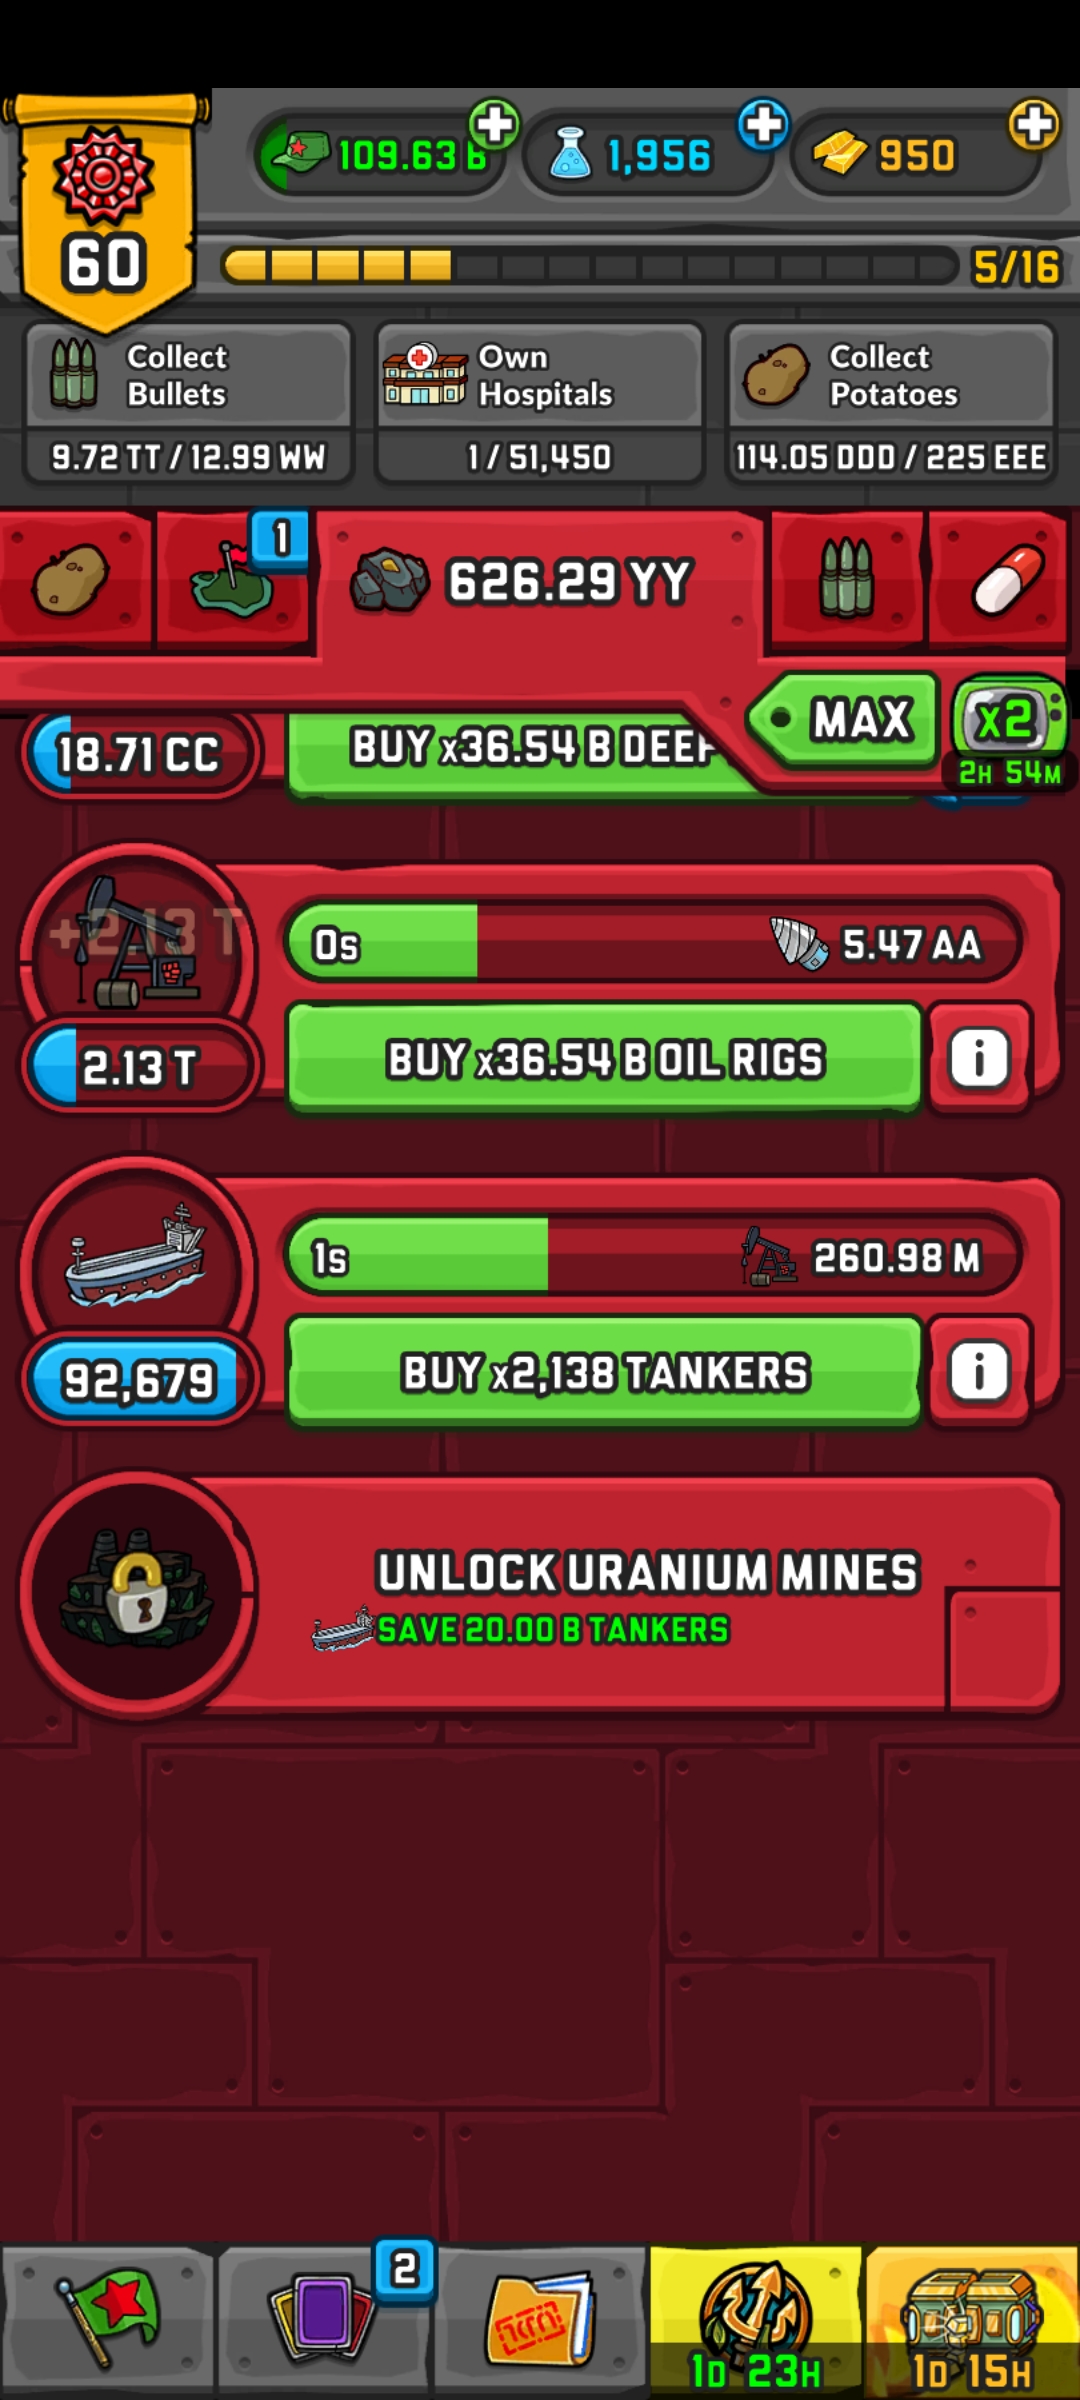 109.63 B
1,956
950
60
5/16
Collect
Bullets
9.72 TT / 12.99 WW
Own
Hospitals
1 / 51,450
Collect
Potatoes
114.05 DDD / 225 EEE
1
626.29 YY
MAX
x2
2H 54M
18.71 CC
BUY x36.54 B DEEP
+2.13 T
0s
5.47 AA
2.13 T
BUY x36.54 B OIL RIGS
i
1s
260.98 M
92,679
BUY x2,138 TANKERS
i
UNLOCK URANIUM MINES
SAVE 20.00 B TANKERS
2
1D 23H
1D 15H